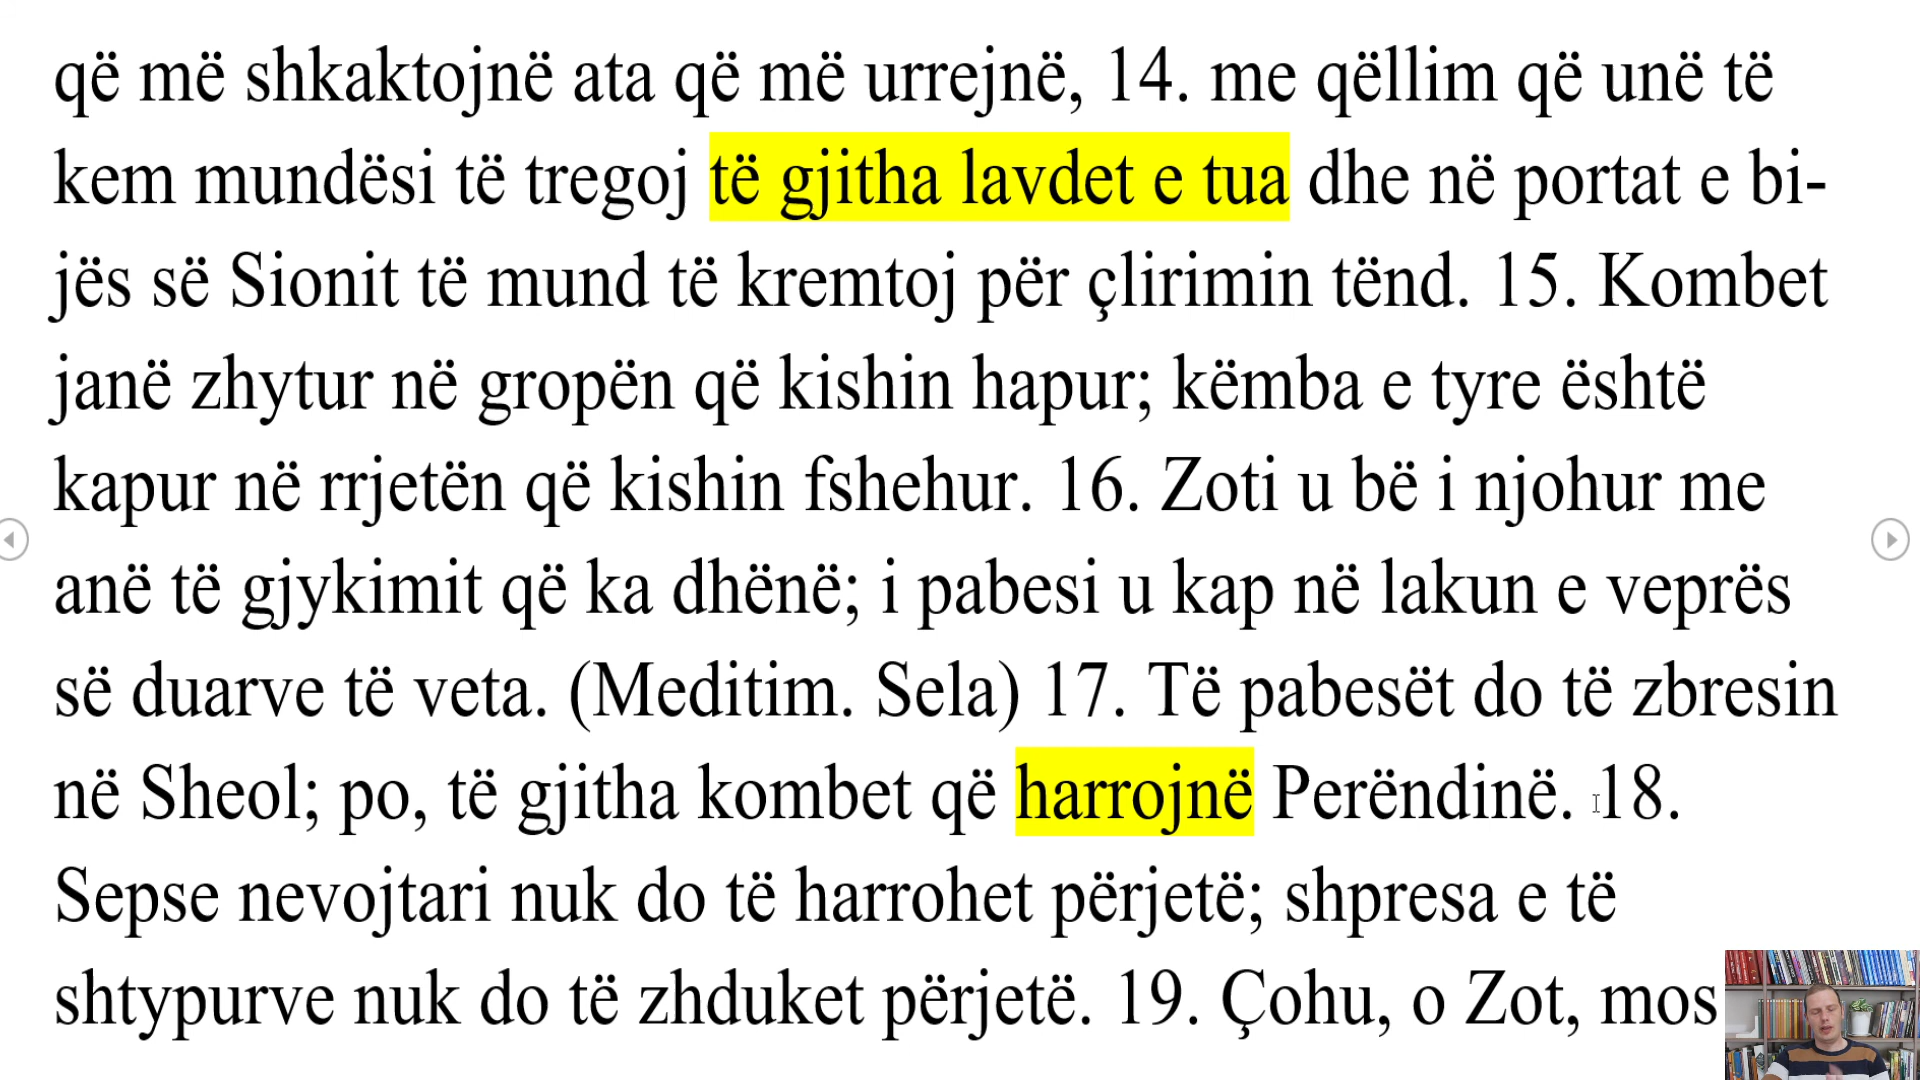 që më shkaktojnë ata që më urrejnë, 14. me qëllim që unë të
kem mundësi të tregoj të gjitha lavdet e tua dhe në portat e bi-
jës së Sionit të mund të kremtoj për çlirimin tënd. 15. Kombet
janë zhytur në gropën që kishin hapur; këmba e tyre është
kapur në rrjetën që kishin fshehur. 16. Zoti u bë i njohur me
anë të gjykimit që ka dhënë; i pabesi u kap në lakun e veprës
së duarve të veta. (Meditim. Sela) 17. Të pabesët do të zbresin
në Sheol; po, të gjitha kombet që harrojnë Perëndinë. 18.
Sepse nevojtari nuk do të harrohet përjetë; shpresa e të
shtypurve nuk do të zhduket përjetë. 19. Çohu, o Zot, mos